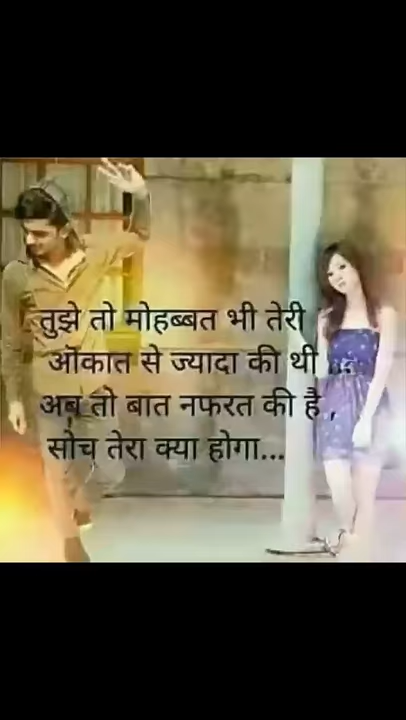 तुझे तो मोहब्बत भी तेरी
औकात से ज्यादा की थी ...
अब तो बात नफरत की है ,
सोच तेरा क्या होगा...